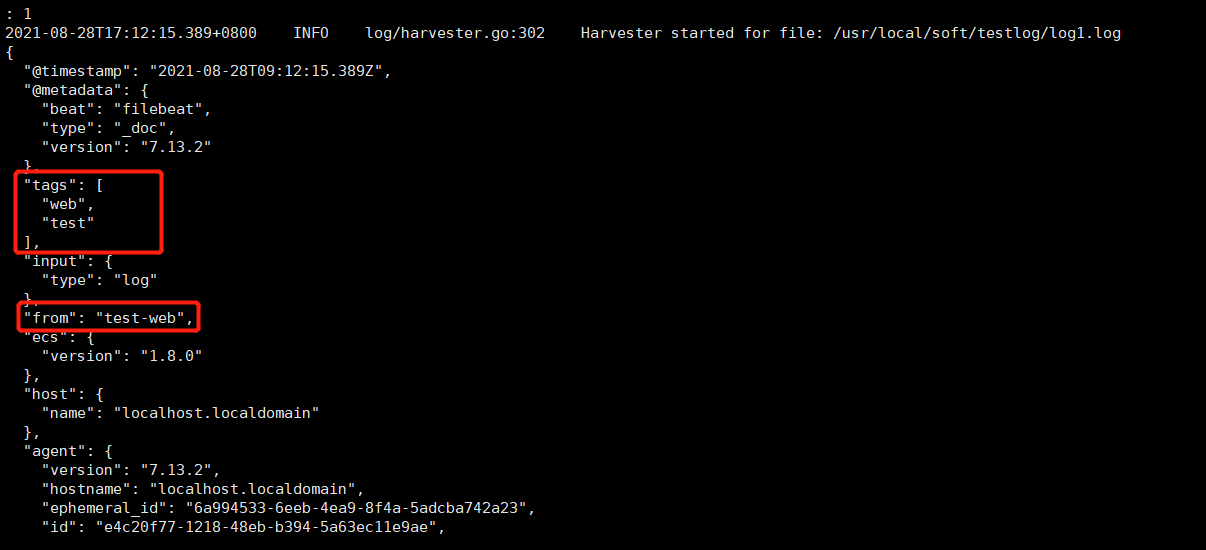 : 1
2021-08-28T17:12:15.389+0800    INFO    log/harvester.go:302    Harvester started for file: /usr/local/soft/testlog/log1.log
{
  "@timestamp": "2021-08-28T09:12:15.389Z",
  "@metadata": {
    "beat": "filebeat",
    "type": "_doc",
    "version": "7.13.2"
  },
  "tags": [
    "web",
    "test"
  ],
  "input": {
    "type": "log"
  },
  "from": "test-web",
  "ecs": {
    "version": "1.8.0"
  },
  "host": {
    "name": "localhost.localdomain"
  },
  "agent": {
    "version": "7.13.2",
    "hostname": "localhost.localdomain",
    "ephemeral_id": "6a994533-6eeb-4ea9-8f4a-5adcba742a23",
    "id": "e4c20f77-1218-48eb-b394-5a63ec11e9ae",